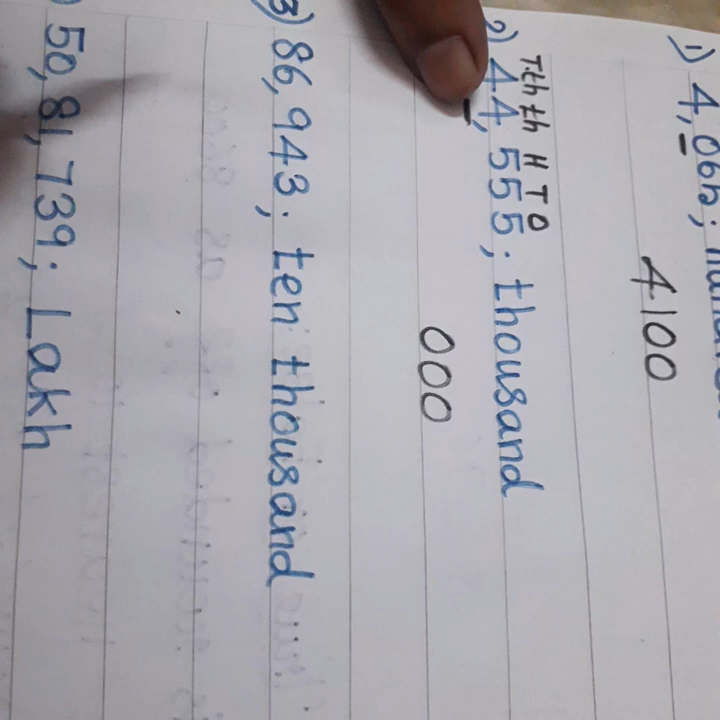 1) 4,065;
4100
T.th th H T O
2) 44,555; thousand
000
3) 86,943; ten thousand
50,81,739; Lakh